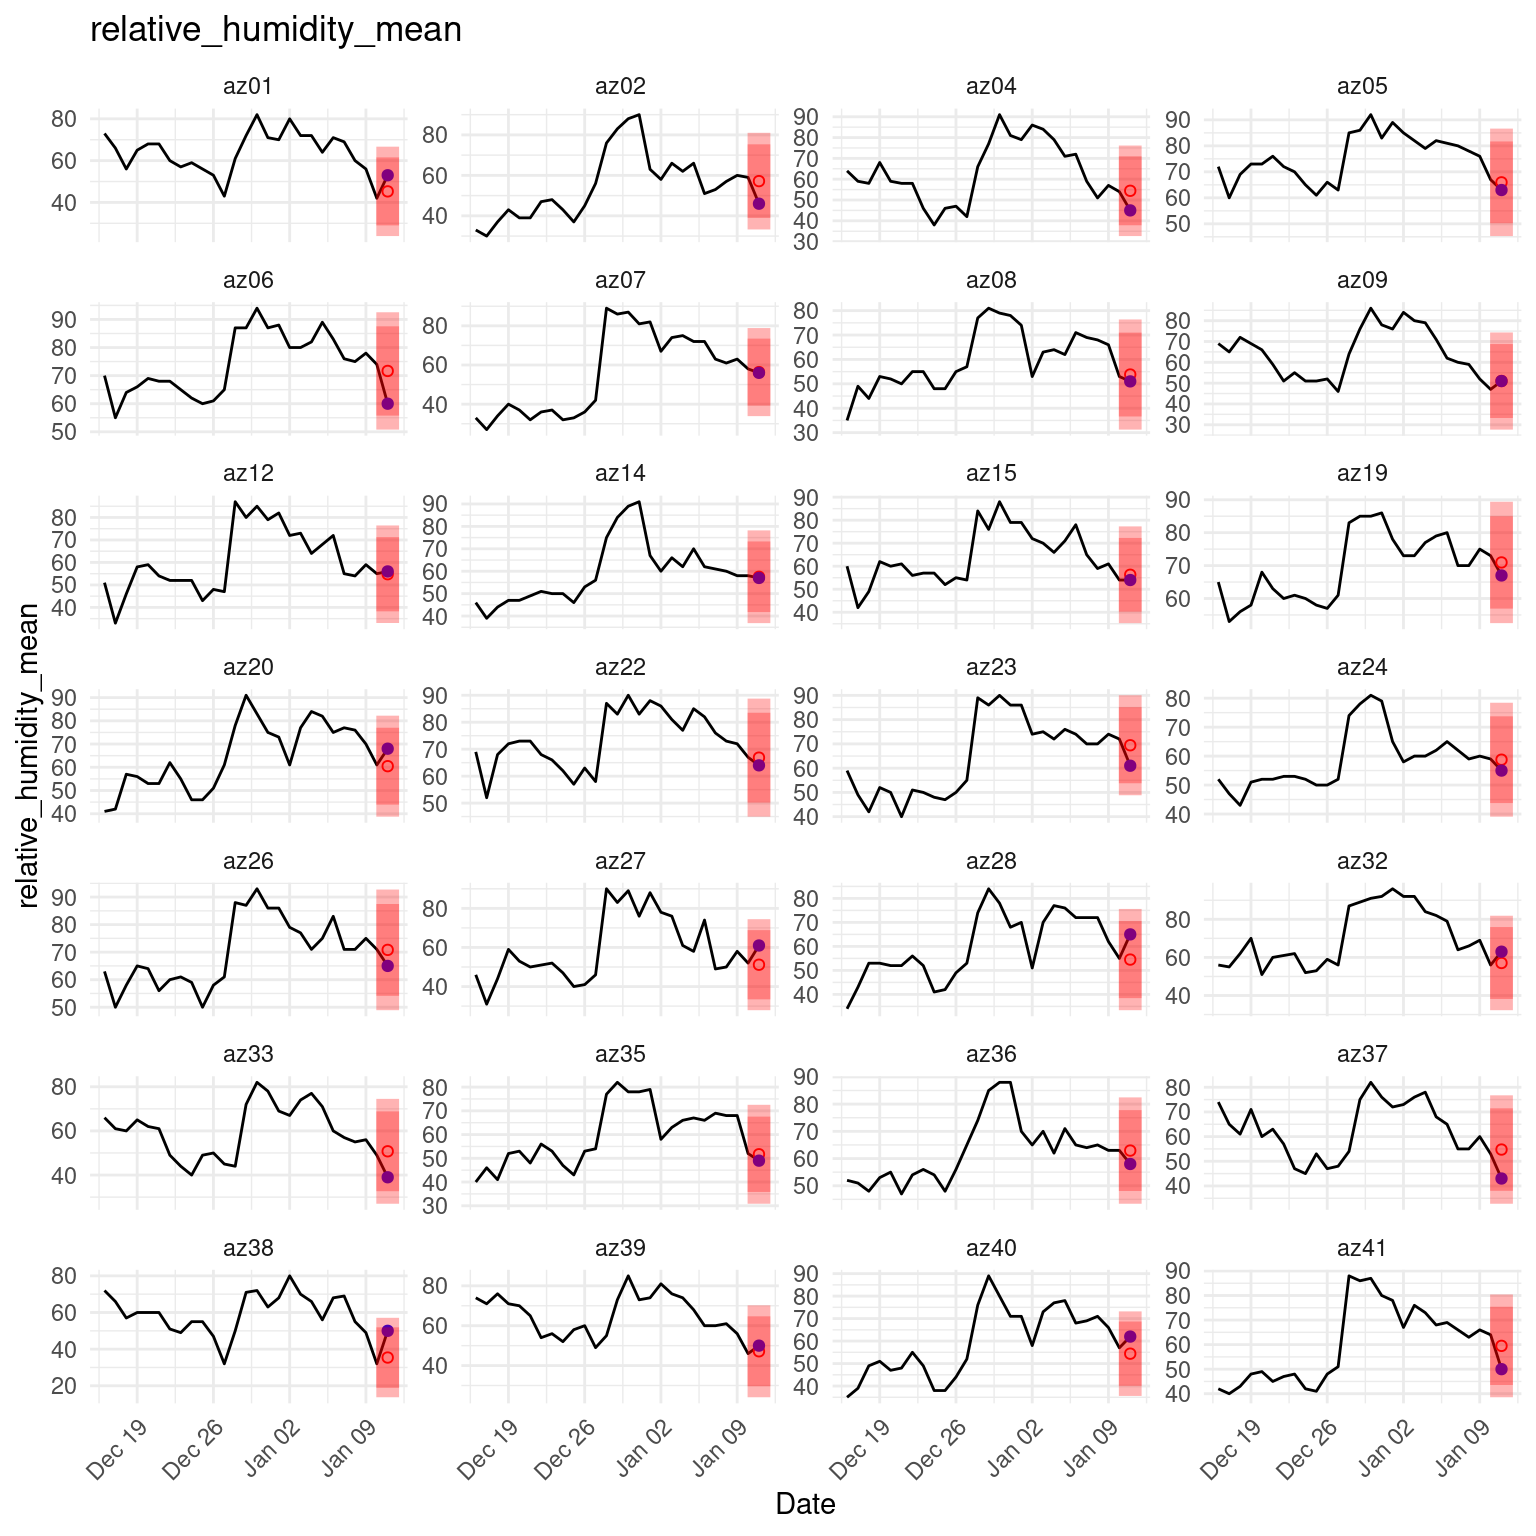 relative_humidity_mean
relative_humidity_mean
az01 az02 az04 az05
80 60 40
80 60 40
90 80 70 60 50 40 30
90 80 70 60 50
az06 az07 az08 az09
90 80 70 60 50
80 60 40
80 70 60 50 40 30
80 70 60 50 40 30
az12 az14 az15 az19
80 70 60 50 40
90 80 70 60 50 40
90 80 70 60 50 40
90 80 70 60
az20 az22 az23 az24
90 80 70 60 50 40
90 80 70 60 50
90 80 70 60 50 40
80 70 60 50 40
az26 az27 az28 az32
90 80 70 60 50
80 60 40
80 70 60 50 40
80 60 40
az33 az35 az36 az37
80 60 40
80 70 60 50 40 30
90 80 70 60 50
80 70 60 50 40
az38 az39 az40 az41
80 60 40 20
80 60 40
90 80 70 60 50 40
90 80 70 60 50 40
Dec 19 Dec 26 Jan 02 Jan 09 Dec 19 Dec 26 Jan 02 Jan 09 Dec 19 Dec 26 Jan 02 Jan 09 Dec 19 Dec 26 Jan 02 Jan 09
Date